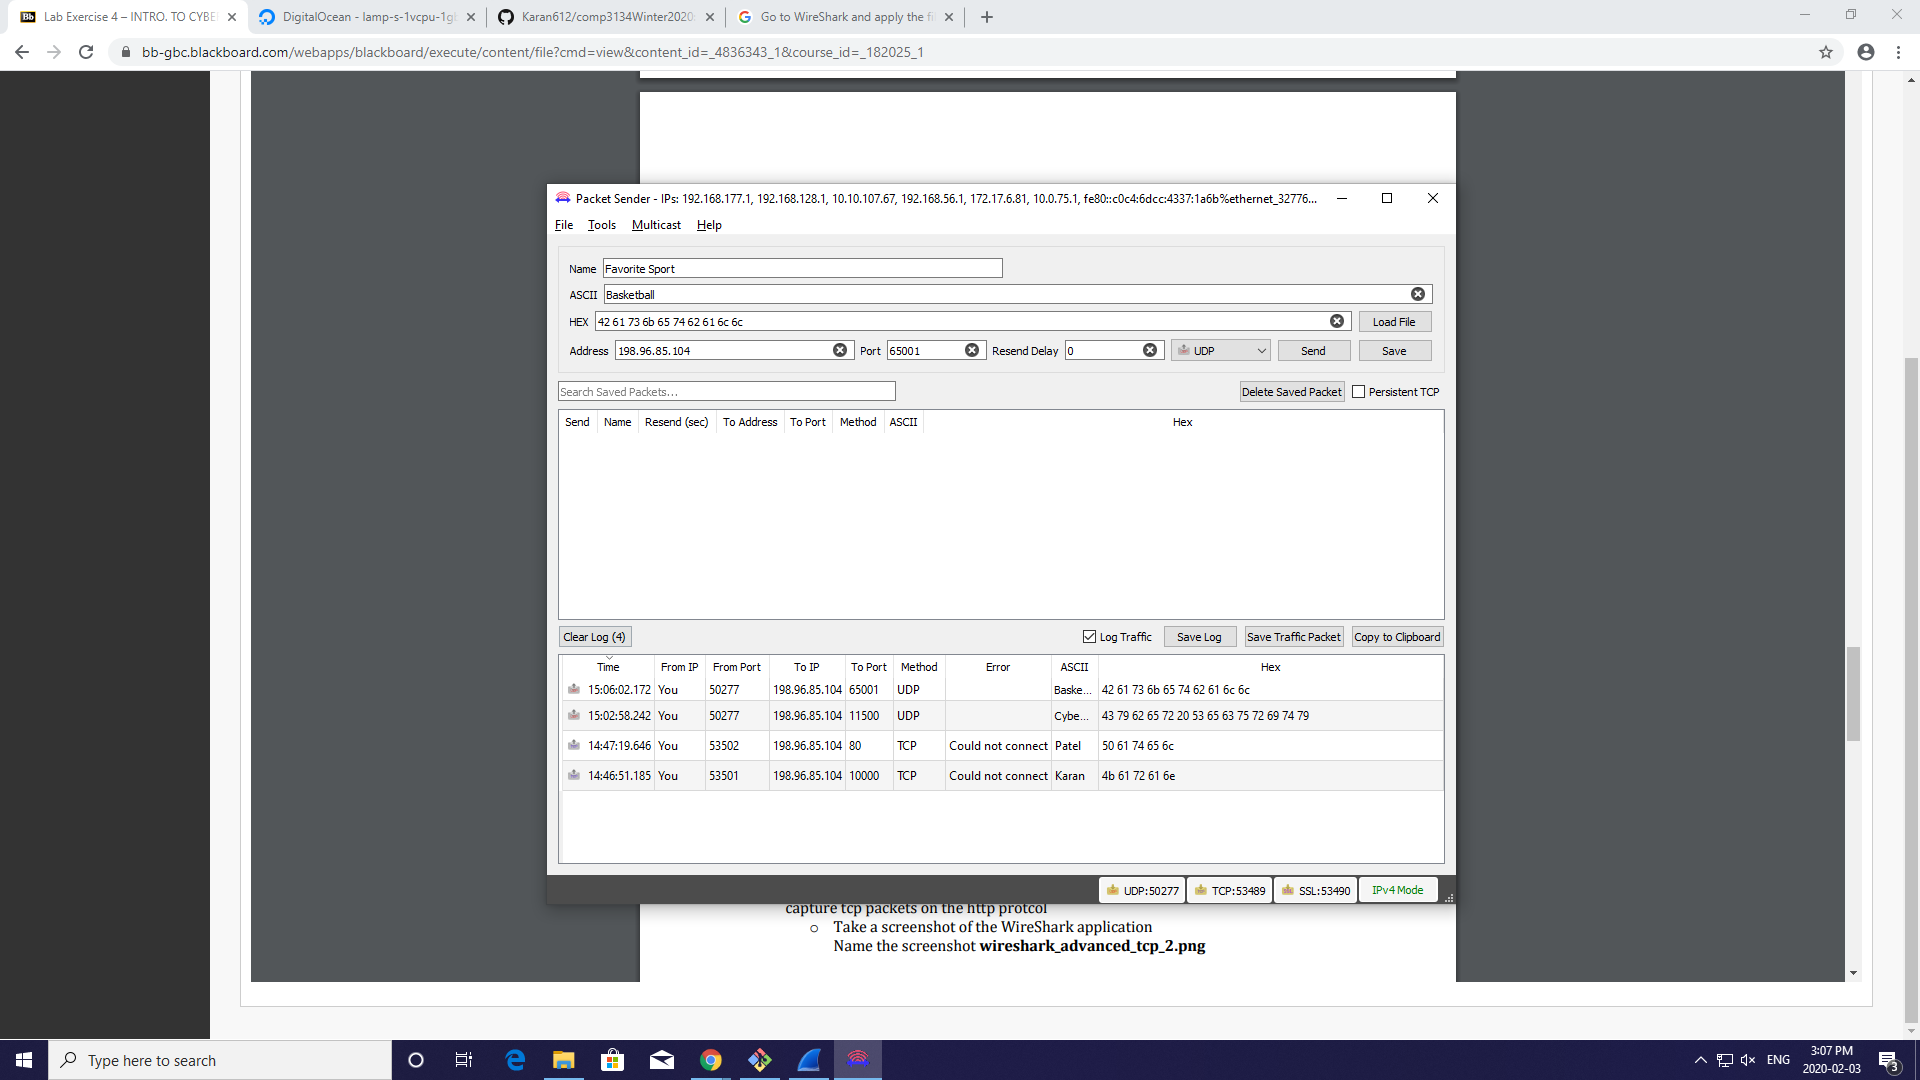 Lab Exercise 4 – INTRO. TO CYBE
DigitalOcean - lamp-s-1vcpu-1g
Karan612/comp3134Winter2020
Go to WireShark and apply the fi
bb-gbc.blackboard.com/webapps/blackboard/execute/content/file?cmd=view&content_id=_4836343_1&course_id=_182025_1
Packet Sender - IPs: 192.168.177.1, 192.168.128.1, 10.10.107.67, 192.168.56.1, 172.17.6.81, 10.0.75.1, fe80::c0c4:6dcc:4337:1a6b%ethernet_32776...
File Tools Multicast Help
Name Favorite Sport
ASCII Basketball
HEX 42 61 73 6b 65 74 62 61 6c 6c Load File
Address 198.96.85.104 Port 65001 Resend Delay 0 UDP Send Save
Search Saved Packets... Delete Saved Packet Persistent TCP
Send Name Resend (sec) To Address To Port Method ASCII Hex
Clear Log (4) Log Traffic Save Log Save Traffic Packet Copy to Clipboard
Time From IP From Port To IP To Port Method Error ASCII Hex
15:06:02.172 You 50277 198.96.85.104 65001 UDP Baske... 42 61 73 6b 65 74 62 61 6c 6c
15:02:58.242 You 50277 198.96.85.104 11500 UDP Cybe... 43 79 62 65 72 20 53 65 63 75 72 69 74 79
14:47:19.646 You 53502 198.96.85.104 80 TCP Could not connect Patel 50 61 74 65 6c
14:46:51.185 You 53501 198.96.85.104 10000 TCP Could not connect Karan 4b 61 72 61 6e
UDP:50277 TCP:53489 SSL:53490 IPv4 Mode
capture tcp packets on the http protcol
o Take a screenshot of the WireShark application
Name the screenshot wireshark_advanced_tcp_2.png
Type here to search
ENG
3:07 PM
2020-02-03
3